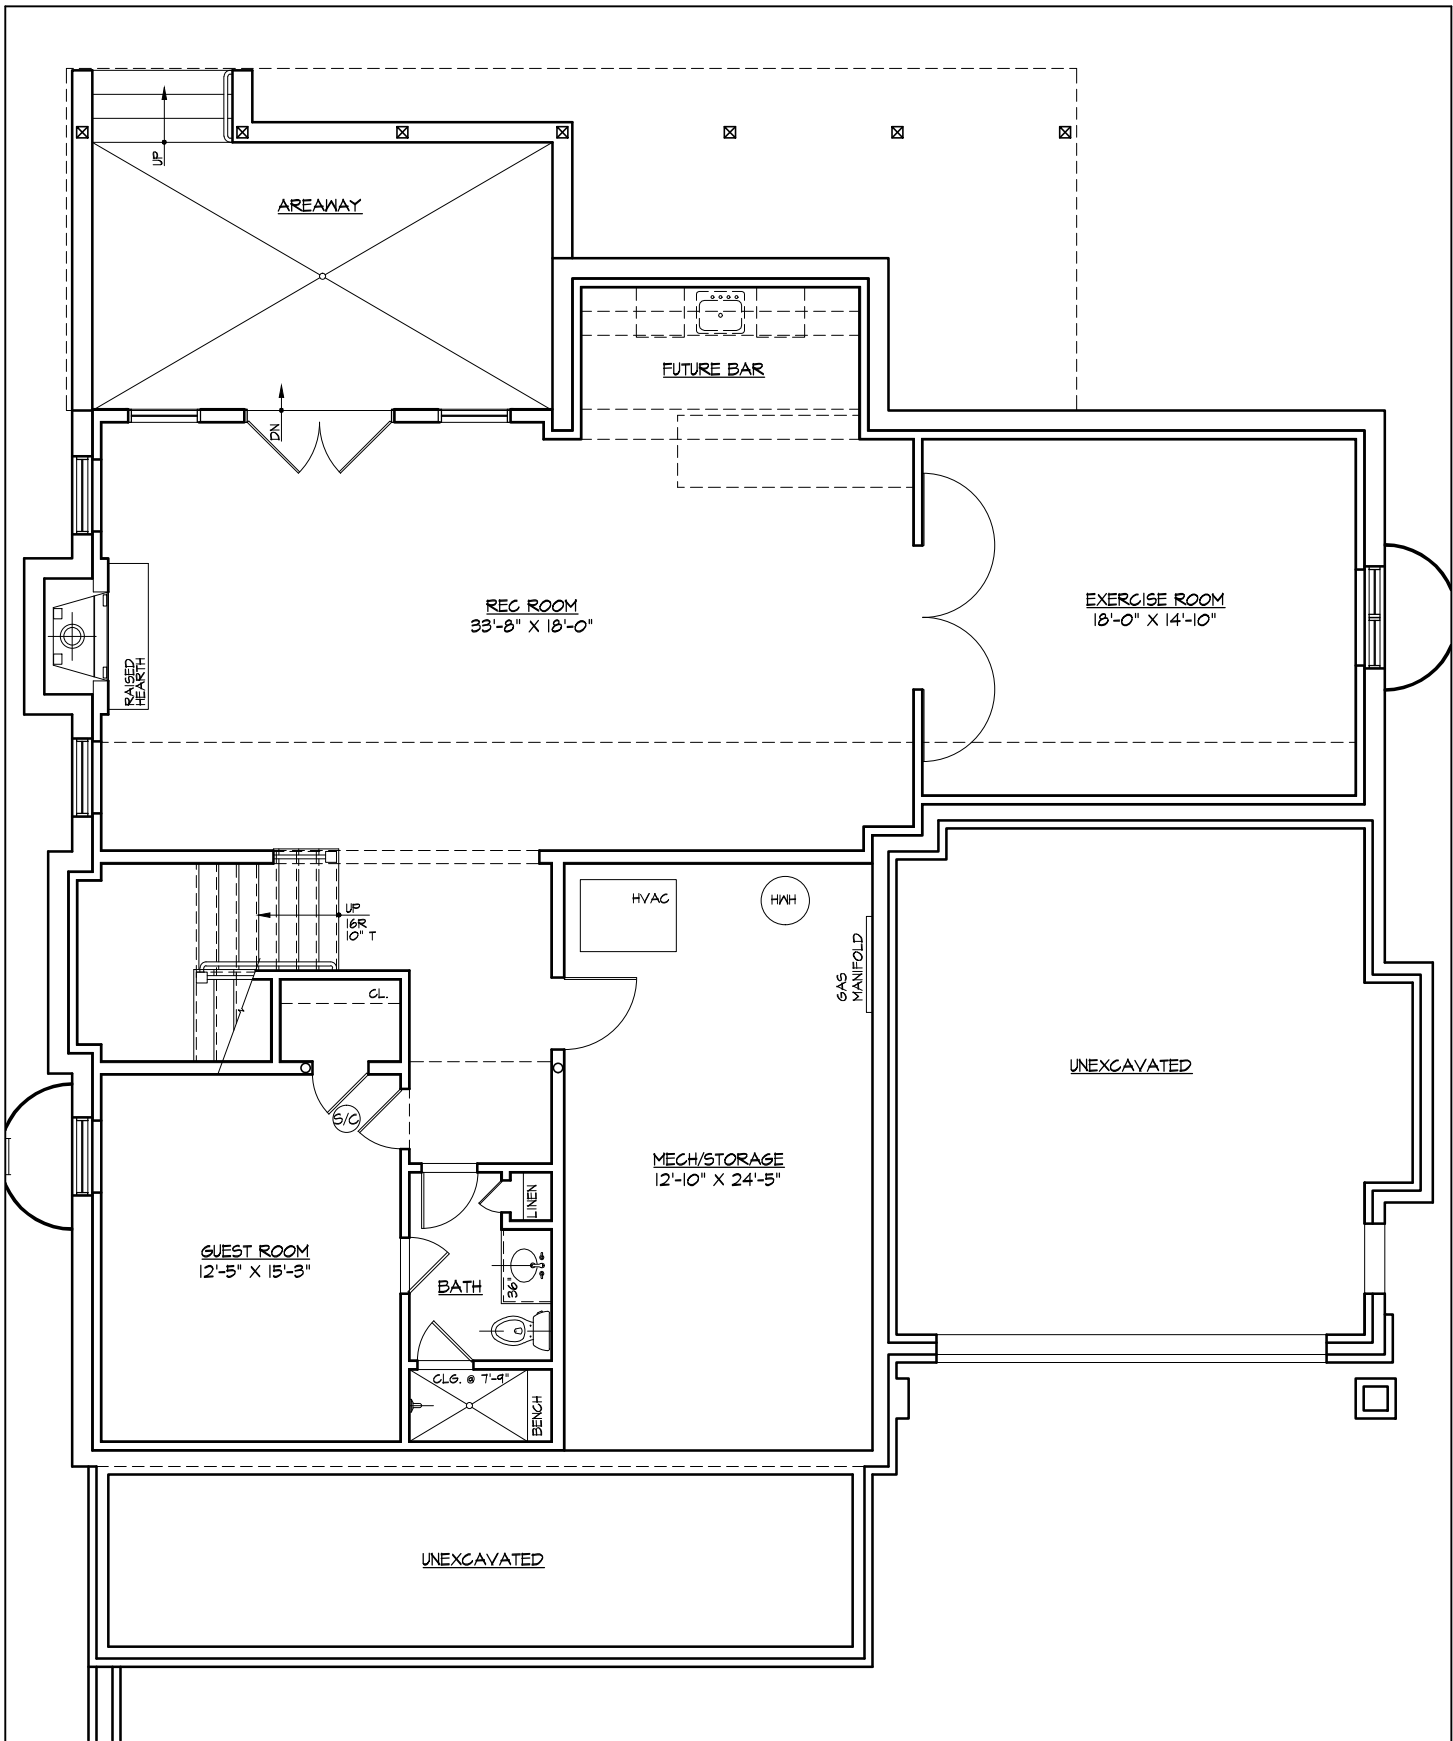 UP
AREAWAY
FUTURE BAR
DN
REC ROOM
33'-8" X 18'-0"
EXERCISE ROOM
18'-0" X 14'-10"
RAISED
HEARTH
UP
16R
10" T
HVAC
HWH
GAS
MANIFOLD
CL.
UNEXCAVATED
S/C
MECH/STORAGE
12'-10" X 24'-5"
LINEN
GUEST ROOM
12'-5" X 15'-3"
BATH
36"
CLG. @ 7'-9"
BENCH
UNEXCAVATED